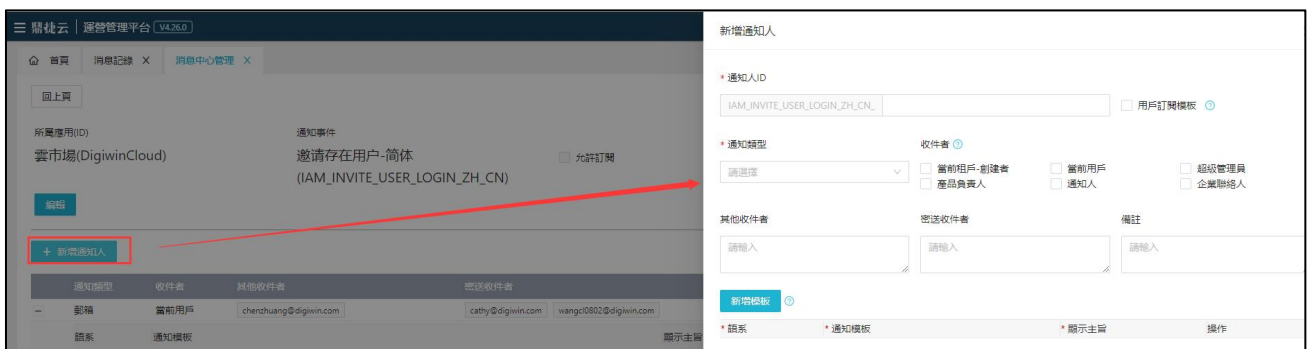 鼎捷云 運營管理平台 V4.26.0
首頁 消息記錄 X 消息中心管理 X
回上頁
所屬應用(ID)
雲市場(DigiwinCloud)
通知事件
邀请存在用户-简体
(IAM_INVITE_USER_LOGIN_ZH_CN)
允許訂閱
编辑
+ 新增通知人
通知類型 收件者 其他收件者 密送收件者
郵箱 當前用戶 chenzhuang@digiwin.com cathy@digiwin.com wangcl0802@digiwin.com
語系 通知模板 顯示主旨
新增通知人
* 通知人ID
IAM_INVITE_USER_LOGIN_ZH_CN_ 用戶訂閱模板
* 通知類型 收件者
請選擇
當前租戶-創建者 當前用戶 超級管理員
產品負責人 通知人 企業聯絡人
其他收件者 密送收件者 備註
請輸入 請輸入 請輸入
新增模板
* 語系 * 通知模板 * 顯示主旨 操作